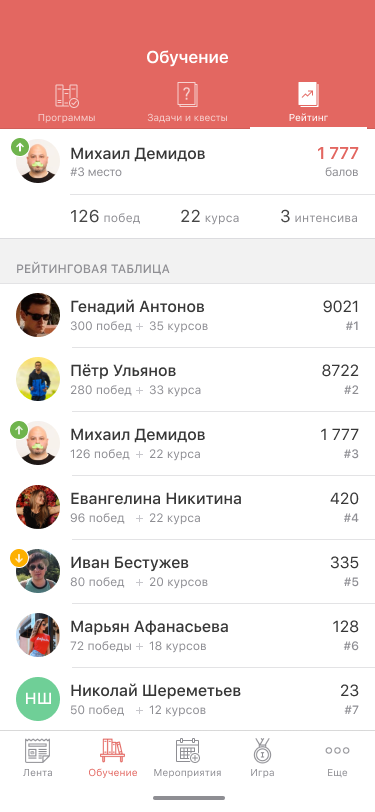 Обучение
Программы
Задачи и квесты
Рейтинг
Михаил Демидов 1 777
#3 место балов
126 побед 22 курса 3 интенсива
РЕЙТИНГОВАЯ ТАБЛИЦА
Генадий Антонов 9021
300 побед + 35 курсов #1
Пётр Ульянов 8722
280 побед + 33 курса #2
Михаил Демидов 1 777
126 побед + 22 курса #3
Евангелина Никитина 420
96 побед + 22 курса #4
Иван Бестужев 335
80 побед + 20 курсов #5
Марьян Афанасьева 128
72 победы + 18 курсов #6
НШ Николай Шереметьев 23
50 побед + 12 курсов #7
Лента Обучение Мероприятия Игра Еще